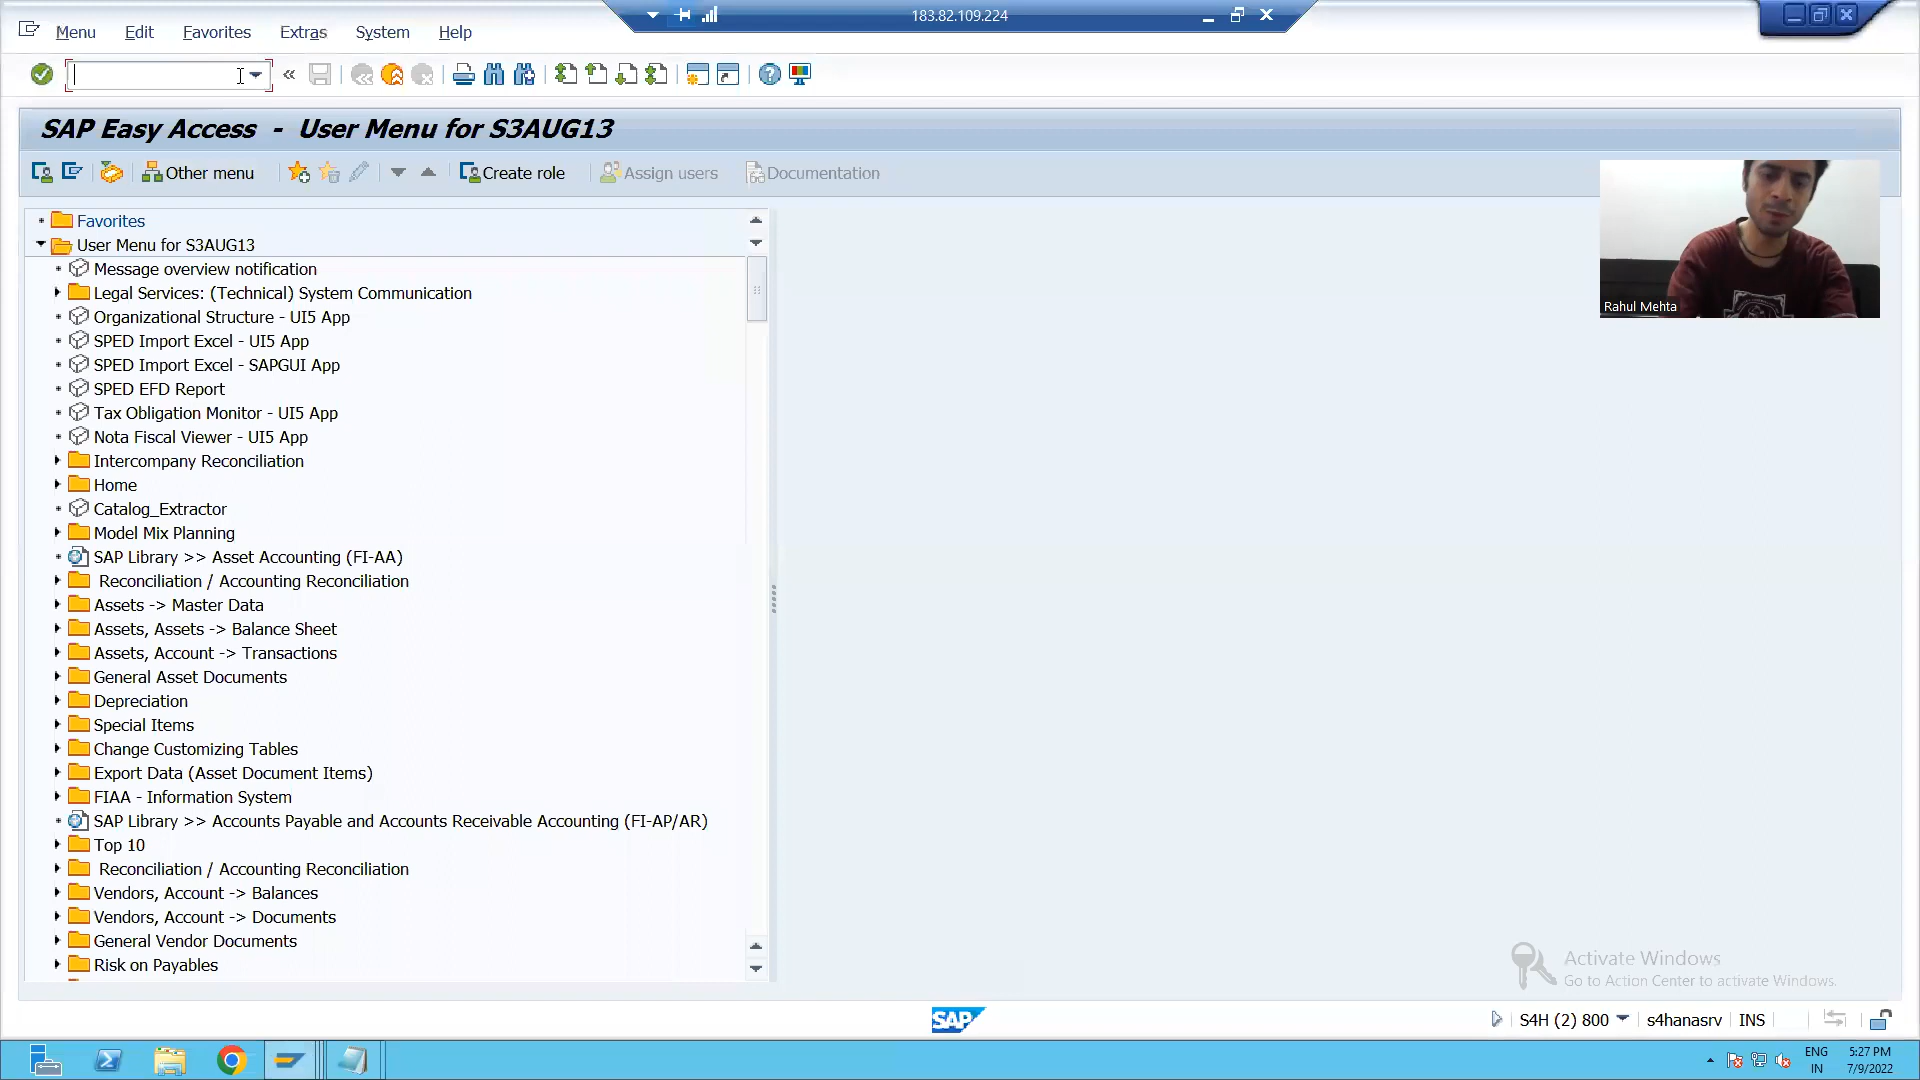 183.82.109.224
Menu Edit Favorites Extras System Help
SAP Easy Access - User Menu for S3AUG13
Other menu Create role Assign users Documentation
Favorites
User Menu for S3AUG13
Message overview notification
Legal Services: (Technical) System Communication
Organizational Structure - UI5 App
SPED Import Excel - UI5 App
SPED Import Excel - SAPGUI App
SPED EFD Report
Tax Obligation Monitor - UI5 App
Nota Fiscal Viewer - UI5 App
Intercompany Reconciliation
Home
Catalog_Extractor
Model Mix Planning
SAP Library >> Asset Accounting (FI-AA)
Reconciliation / Accounting Reconciliation
Assets -> Master Data
Assets, Assets -> Balance Sheet
Assets, Account -> Transactions
General Asset Documents
Depreciation
Special Items
Change Customizing Tables
Export Data (Asset Document Items)
FIAA - Information System
SAP Library >> Accounts Payable and Accounts Receivable Accounting (FI-AP/AR)
Top 10
Reconciliation / Accounting Reconciliation
Vendors, Account -> Balances
Vendors, Account -> Documents
General Vendor Documents
Risk on Payables
Rahul Mehta
Activate Windows
Go to Action Center to activate Windows.
SAP
S4H (2) 800 s4hanasrv INS
ENG
IN
5:27 PM
7/9/2022